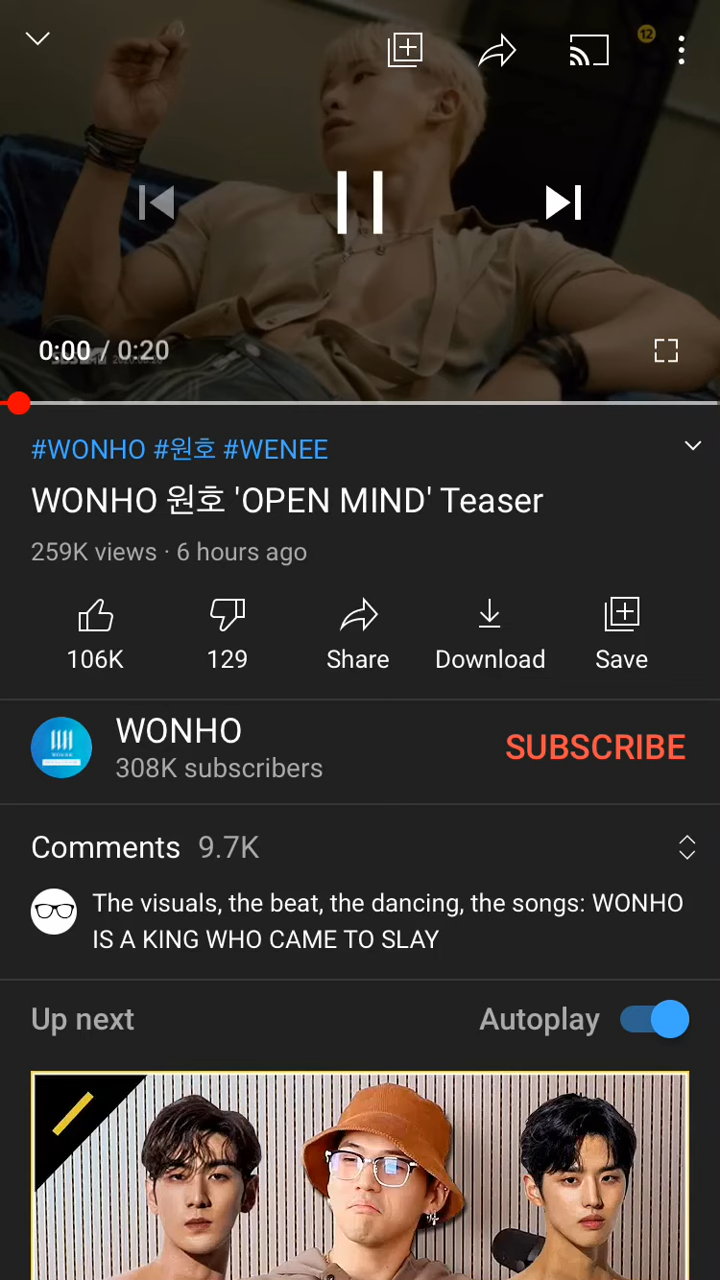 12
0:00 / 0:20
#WONHO #원호 #WENEE
WONHO 원호 'OPEN MIND' Teaser
259K views · 6 hours ago
106K
129
Share
Download
Save
WONHO
308K subscribers
SUBSCRIBE
Comments 9.7K
The visuals, the beat, the dancing, the songs: WONHO
IS A KING WHO CAME TO SLAY
Up next
Autoplay